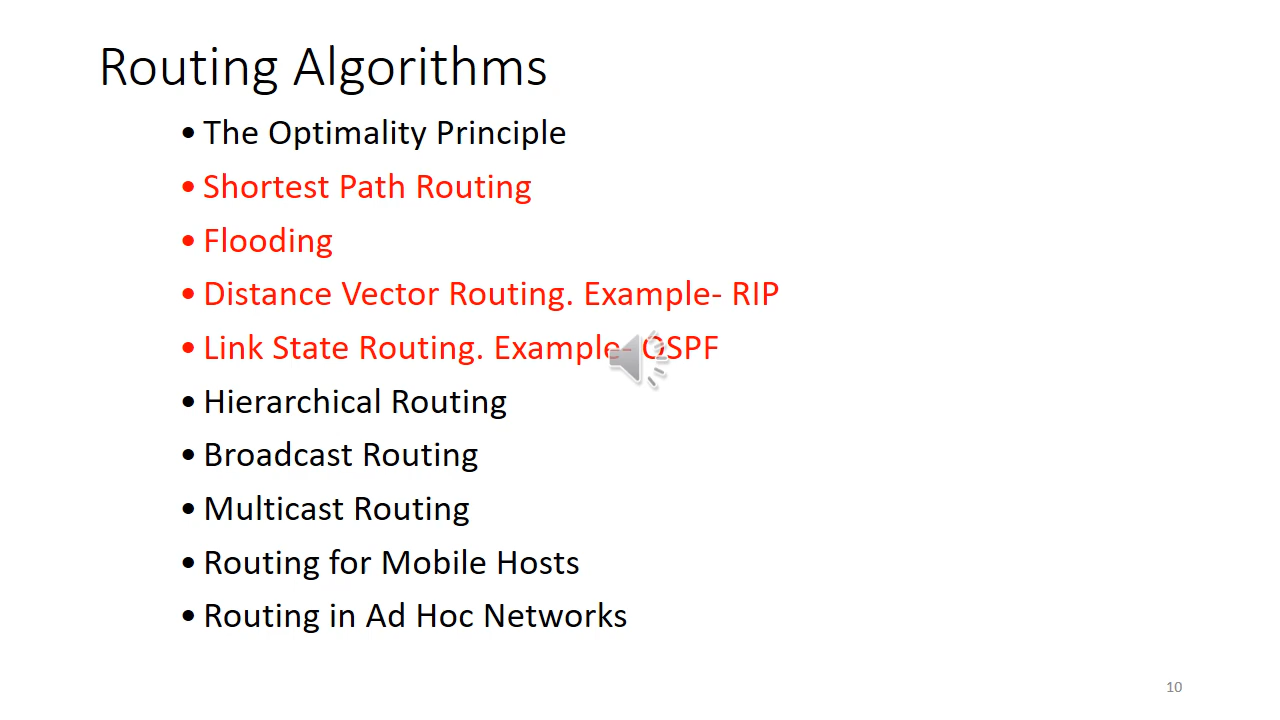 Routing Algorithms
• The Optimality Principle
• Shortest Path Routing
• Flooding
• Distance Vector Routing. Example- RIP
• Link State Routing. Example- OSPF
• Hierarchical Routing
• Broadcast Routing
• Multicast Routing
• Routing for Mobile Hosts
• Routing in Ad Hoc Networks
10